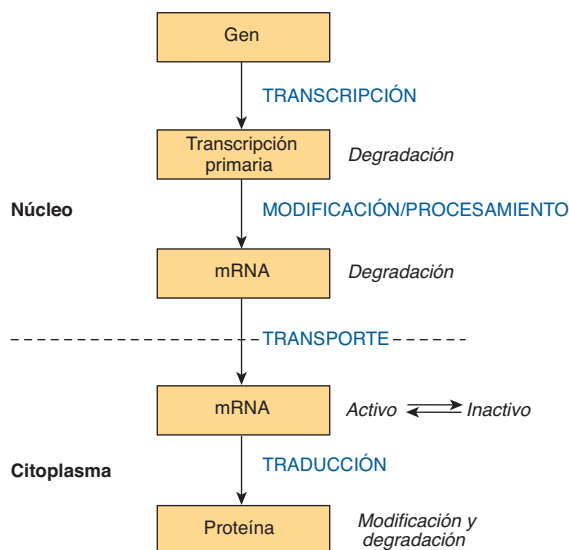 Gen
TRANSCRIPCIÓN
Transcripción
primaria
Degradación
Núcleo
MODIFICACIÓN/PROCESAMIENTO
mRNA
Degradación
TRANSPORTE
mRNA
Activo
Inactivo
Citoplasma
TRADUCCIÓN
Proteína
Modificación y
degradación